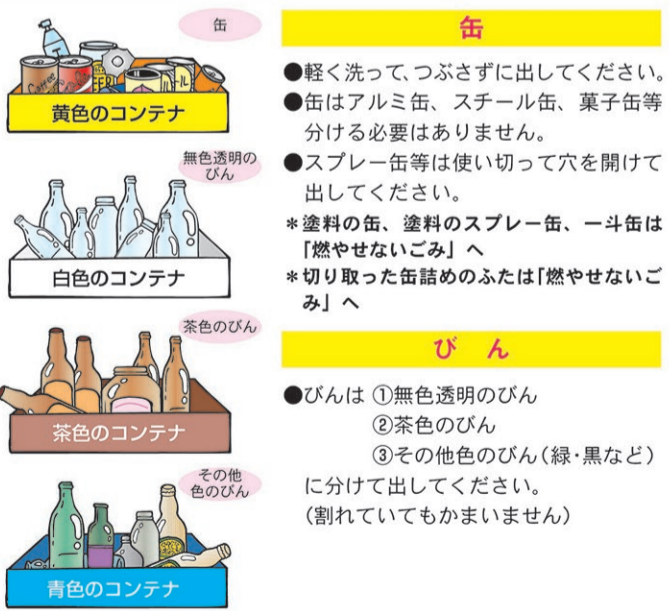 缶
黄色のコンテナ
無色透明の
びん
白色のコンテナ
茶色のびん
茶色のコンテナ
その他
色のびん
青色のコンテナ
缶
●軽く洗って、つぶさずに出してください。
●缶はアルミ缶、スチール缶、菓子缶等
分ける必要はありません。
●スプレー缶等は使い切って穴を開けて
出してください。
＊塗料の缶、塗料のスプレー缶、一斗缶は
「燃やせないごみ」へ
＊切り取った缶詰めのふたは「燃やせないご
み」へ
びん
●びんは ①無色透明のびん
②茶色のびん
③その他色のびん（緑・黒など）
に分けて出してください。
（割れていてもかまいません）